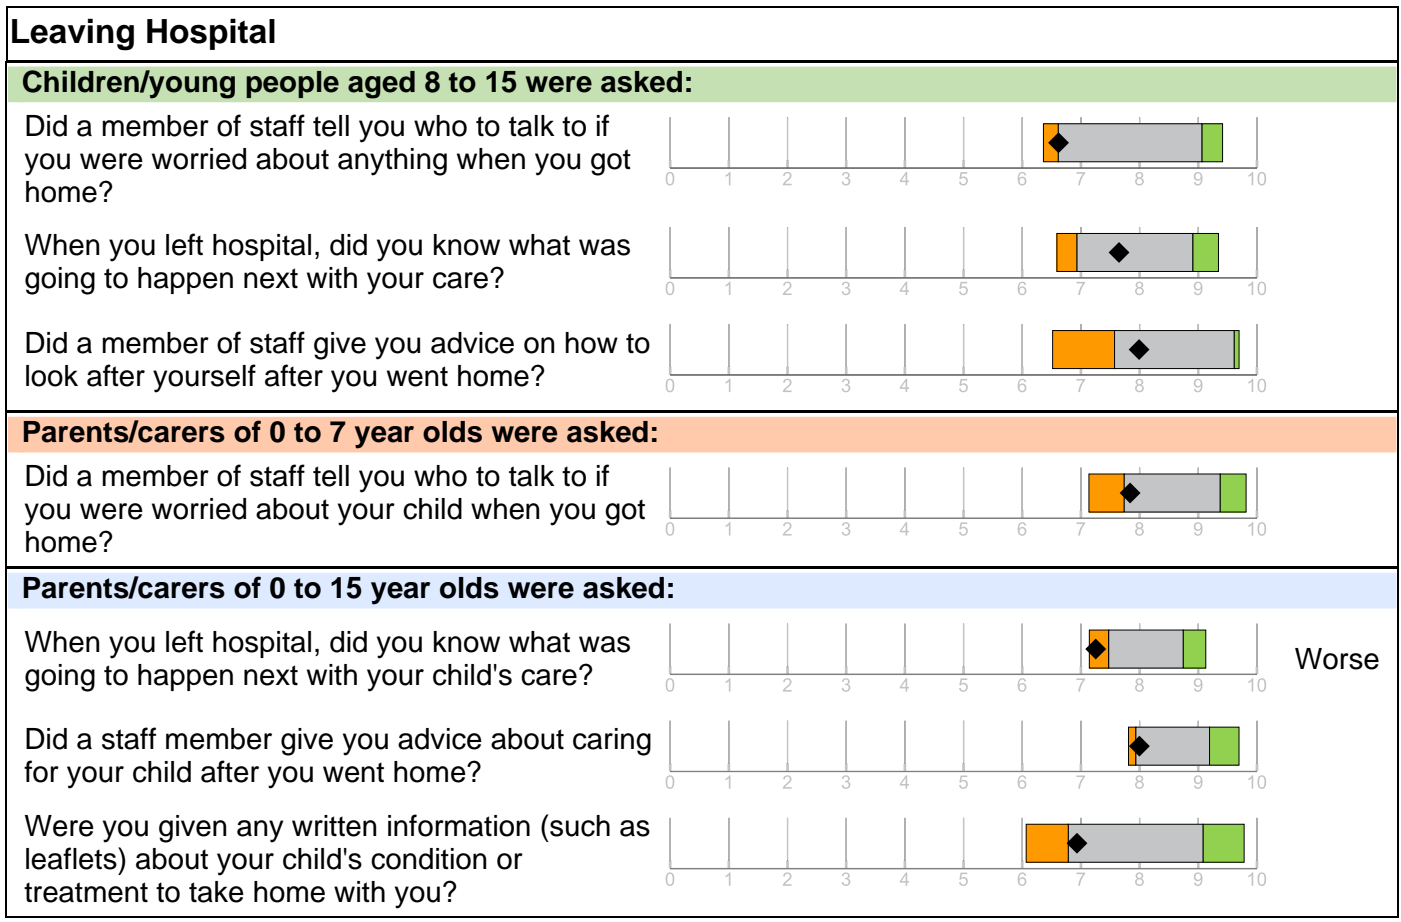 Leaving Hospital
Children/young people aged 8 to 15 were asked:
Did a member of staff tell you who to talk to if
you were worried about anything when you got
home?
0 1 2 3 4 5 6 7 8 9 10
When you left hospital, did you know what was
going to happen next with your care?
0 1 2 3 4 5 6 7 8 9 10
Did a member of staff give you advice on how to
look after yourself after you went home?
0 1 2 3 4 5 6 7 8 9 10
Parents/carers of 0 to 7 year olds were asked:
Did a member of staff tell you who to talk to if
you were worried about your child when you got
home?
0 1 2 3 4 5 6 7 8 9 10
Parents/carers of 0 to 15 year olds were asked:
When you left hospital, did you know what was
going to happen next with your child's care?
0 1 2 3 4 5 6 7 8 9 10
Worse
Did a staff member give you advice about caring
for your child after you went home?
0 1 2 3 4 5 6 7 8 9 10
Were you given any written information (such as
leaflets) about your child's condition or
treatment to take home with you?
0 1 2 3 4 5 6 7 8 9 10